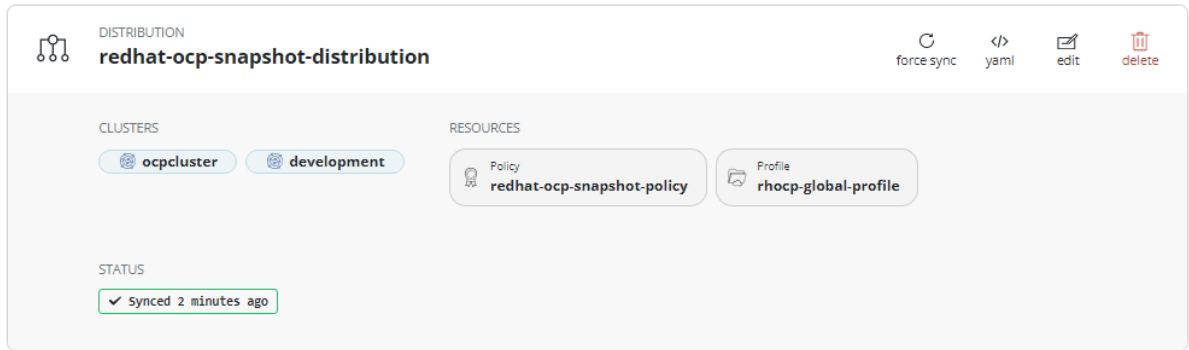 DISTRIBUTION
redhat-ocp-snapshot-distribution
force sync
yaml
edit
delete
CLUSTERS
ocpcluster
development
RESOURCES
Policy
redhat-ocp-snapshot-policy
Profile
rhocp-global-profile
STATUS
Synced 2 minutes ago